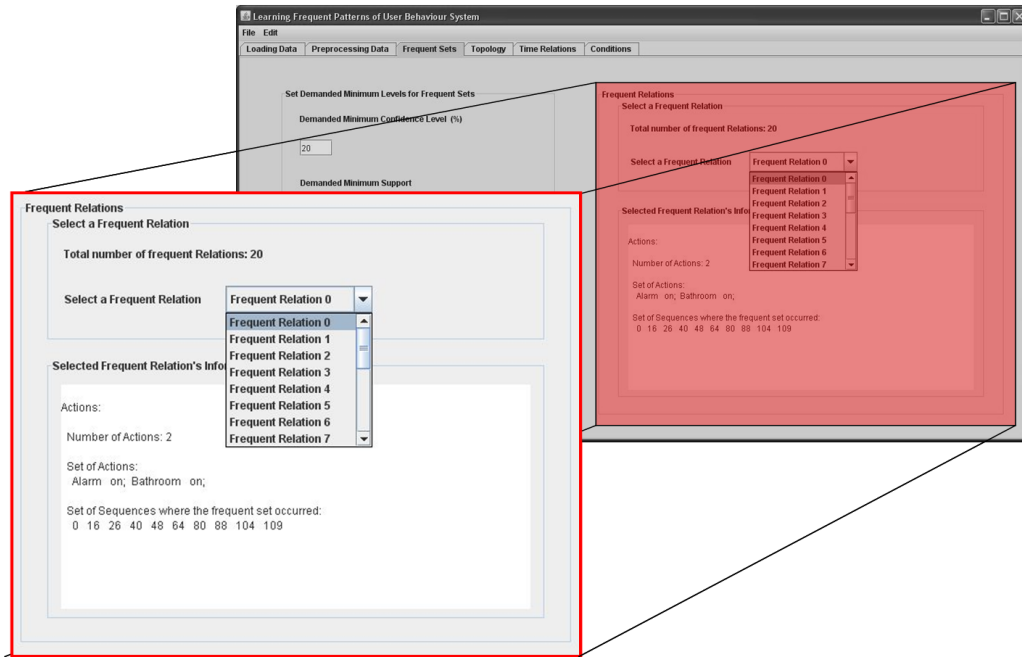 Learning Frequent Patterns of User Behaviour System
File Edit
Loading Data Preprocessing Data Frequent Sets Topology Time Relations Conditions
Set Demanded Minimum Levels for Frequent Sets
Demanded Minimum Confidence Level (%)
20
Demanded Minimum Support
Frequent Relations
Select a Frequent Relation
Total number of frequent Relations: 20
Select a Frequent Relation Frequent Relation 0
Frequent Relation 0
Frequent Relation 1
Frequent Relation 2
Frequent Relation 3
Frequent Relation 4
Frequent Relation 5
Frequent Relation 6
Frequent Relation 7
Selected Frequent Relation's Info
Actions:
Number of Actions: 2
Set of Actions:
Alarm on; Bathroom on;
Set of Sequences where the frequent set occurred:
0 16 26 40 48 64 80 88 104 109
Frequent Relations
Select a Frequent Relation
Total number of frequent Relations: 20
Select a Frequent Relation Frequent Relation 0
Frequent Relation 0
Frequent Relation 1
Frequent Relation 2
Frequent Relation 3
Frequent Relation 4
Frequent Relation 5
Frequent Relation 6
Frequent Relation 7
Selected Frequent Relation's Info
Actions:
Number of Actions: 2
Set of Actions:
Alarm on; Bathroom on;
Set of Sequences where the frequent set occurred:
0 16 26 40 48 64 80 88 104 109